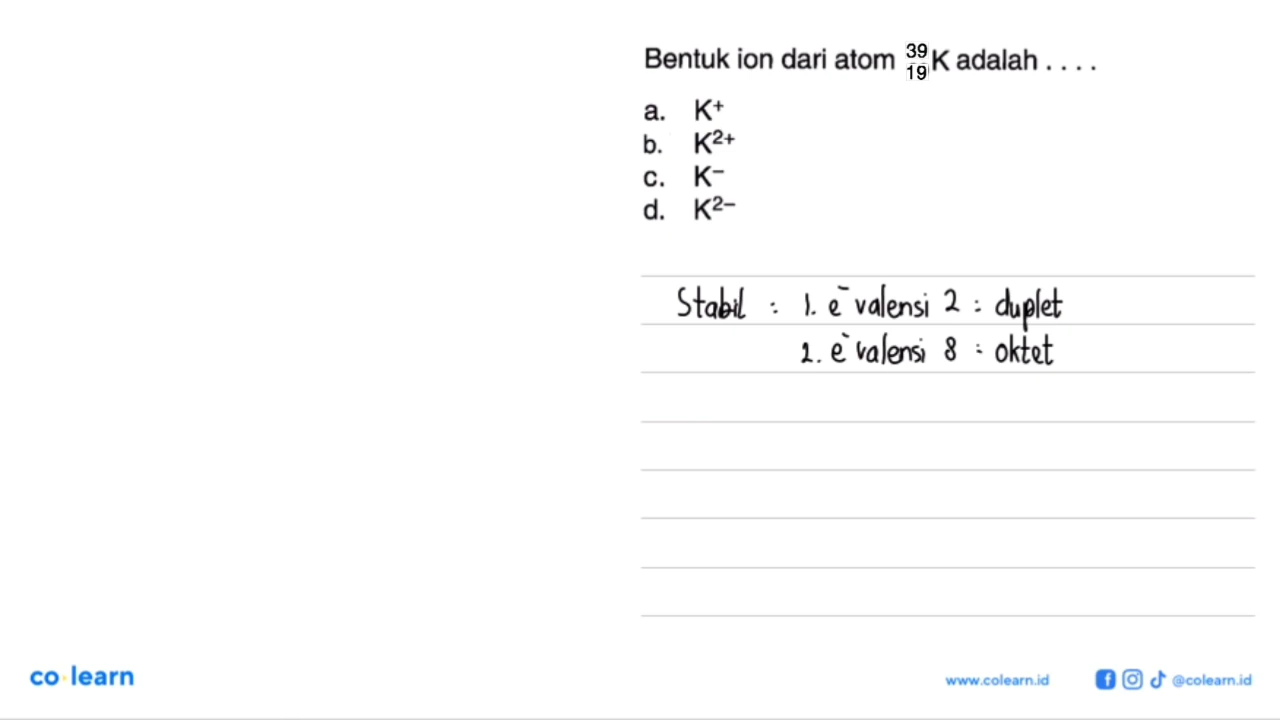 Bentuk ion dari atom ³⁹₁₉K adalah . . . .
a. K⁺
b. K²⁺
c. K⁻
d. K²⁻
Stabil : 1. e⁻ valensi 2 : duplet
2. e⁻ valensi 8 : oktet
co learn
www.colearn.id @colearn.id